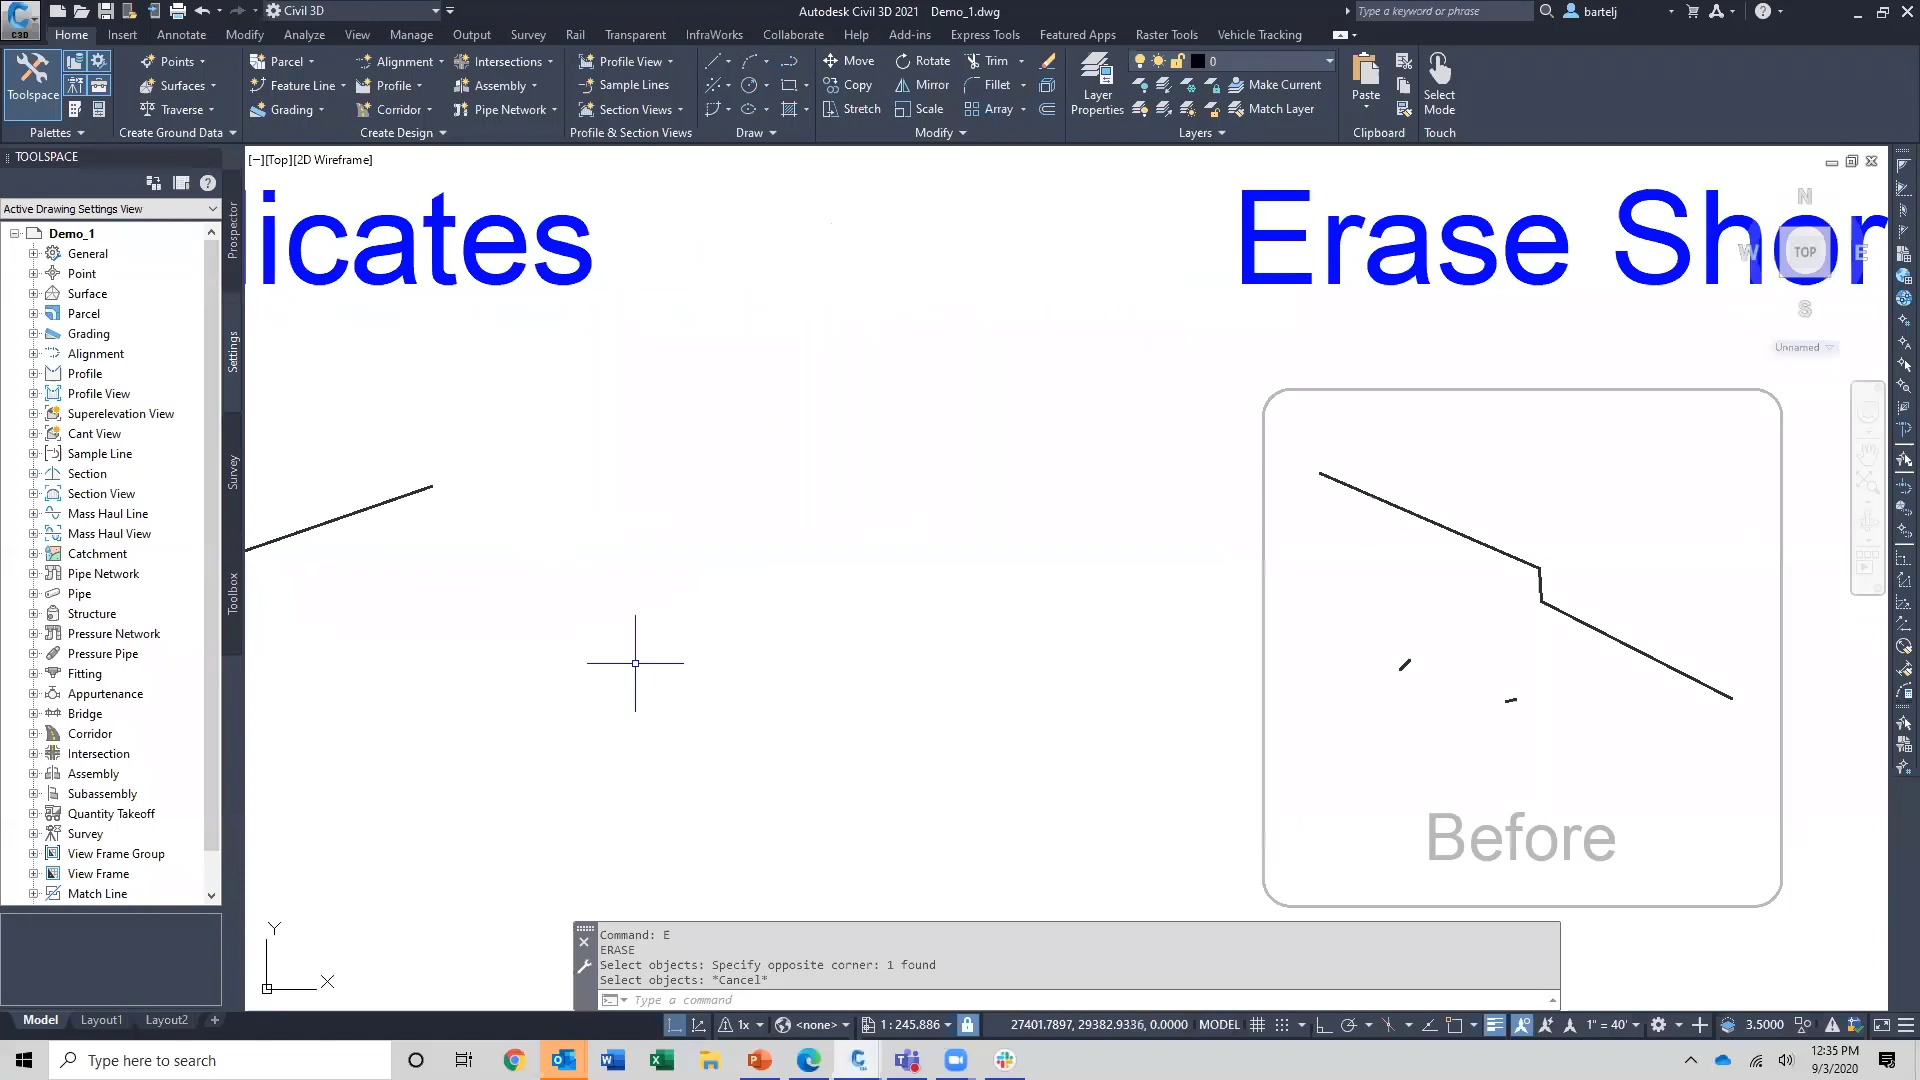 Civil 3D
Autodesk Civil 3D 2021 Demo_1.dwg
Type a keyword or phrase
bartelj
C3D
Home Insert Annotate Modify Analyze View Manage Output Survey Rail Transparent InfraWorks Collaborate Help Add-ins Express Tools Featured Apps Raster Tools Vehicle Tracking
Toolspace
Points
Surfaces
Traverse
Parcel
Feature Line
Grading
Alignment
Profile
Corridor
Intersections
Assembly
Pipe Network
Profile View
Sample Lines
Section Views
Move
Copy
Stretch
Rotate
Mirror
Scale
Trim
Fillet
Array
Layer
Properties
0
Make Current
Match Layer
Paste
Select
Mode
Palettes
Create Ground Data
Create Design
Profile & Section Views
Draw
Modify
Layers
Clipboard
Touch
TOOLSPACE
Active Drawing Settings View
Demo_1
General
Point
Surface
Parcel
Grading
Alignment
Profile
Profile View
Superelevation View
Cant View
Sample Line
Section
Section View
Mass Haul Line
Mass Haul View
Catchment
Pipe Network
Pipe
Structure
Pressure Network
Pressure Pipe
Fitting
Appurtenance
Bridge
Corridor
Intersection
Assembly
Subassembly
Quantity Takeoff
Survey
View Frame Group
View Frame
Match Line
Prospector
Settings
Survey
Toolbox
[−][Top][2D Wireframe]
icates
Erase Shor
N
W
TOP
E
S
Unnamed
Before
Y
X
Command: E
ERASE
Select objects: Specify opposite corner: 1 found
Select objects: *Cancel*
Type a command
Model Layout1 Layout2 +
1x <none> 1 : 245.886 27401.7897, 29382.9336, 0.0000 MODEL 1" = 40' 3.5000
Type here to search
12:35 PM
9/3/2020